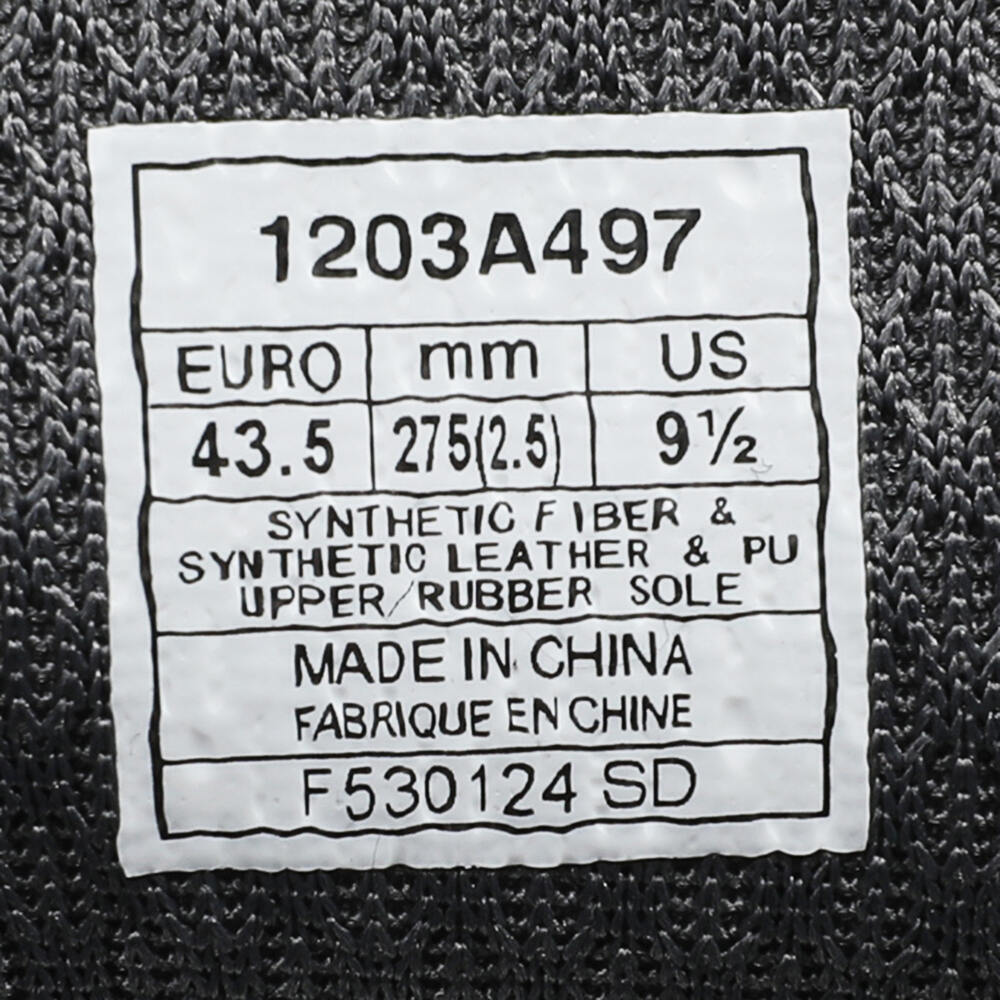 1203A497
EURO mm US
43.5 275(2.5) 9½
SYNTHETIC FIBER &
SYNTHETIC LEATHER & PU
UPPER/RUBBER SOLE
MADE IN CHINA
FABRIQUE EN CHINE
F530124 SD